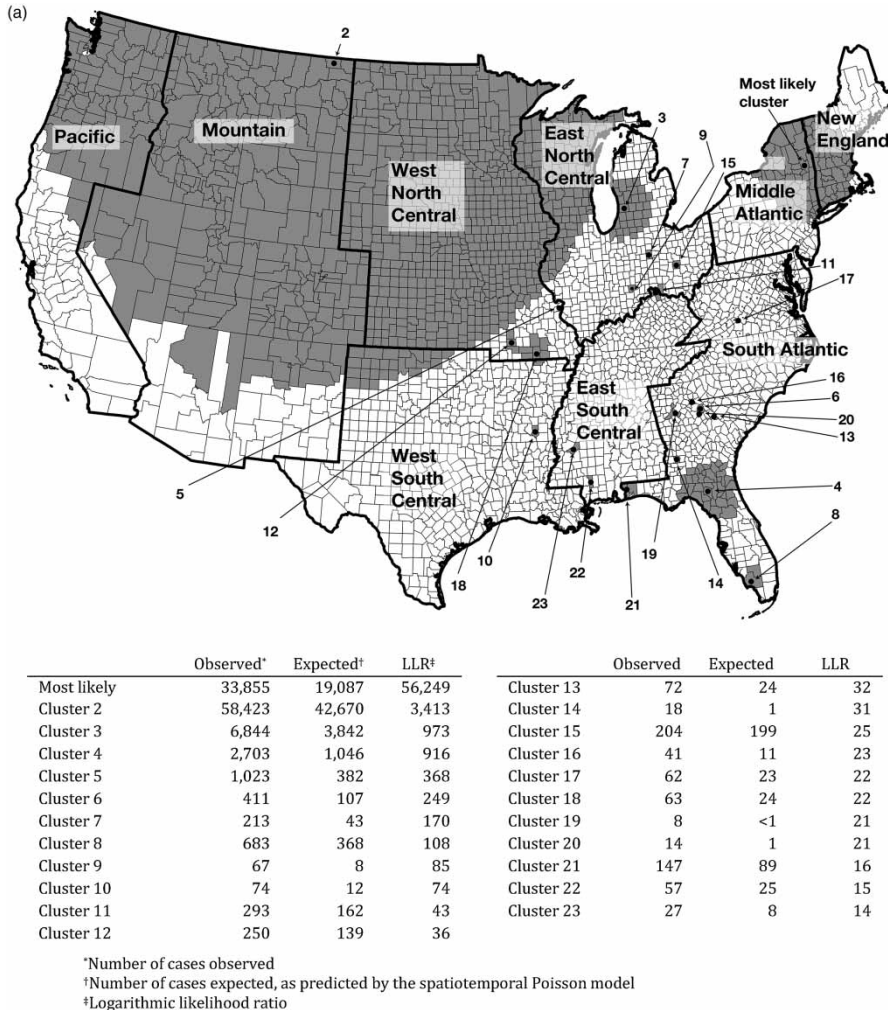 (a)
2
Most likely
cluster
New
England
3
East
North
Central
9
Pacific
Mountain
7
15
West
North
Central
Middle
Atlantic
11
17
South Atlantic
16
East
South
Central
6
20
13
West
South
Central
5
4
12
8
10
19
22
18
14
23
21
Observed* Expected† LLR‡
Most likely 33,855 19,087 56,249
Cluster 2 58,423 42,670 3,413
Cluster 3 6,844 3,842 973
Cluster 4 2,703 1,046 916
Cluster 5 1,023 382 368
Cluster 6 411 107 249
Cluster 7 213 43 170
Cluster 8 683 368 108
Cluster 9 67 8 85
Cluster 10 74 12 74
Cluster 11 293 162 43
Cluster 12 250 139 36
Observed Expected LLR
Cluster 13 72 24 32
Cluster 14 18 1 31
Cluster 15 204 199 25
Cluster 16 41 11 23
Cluster 17 62 23 22
Cluster 18 63 24 22
Cluster 19 8 <1 21
Cluster 20 14 1 21
Cluster 21 147 89 16
Cluster 22 57 25 15
Cluster 23 27 8 14
*Number of cases observed
†Number of cases expected, as predicted by the spatiotemporal Poisson model
‡Logarithmic likelihood ratio